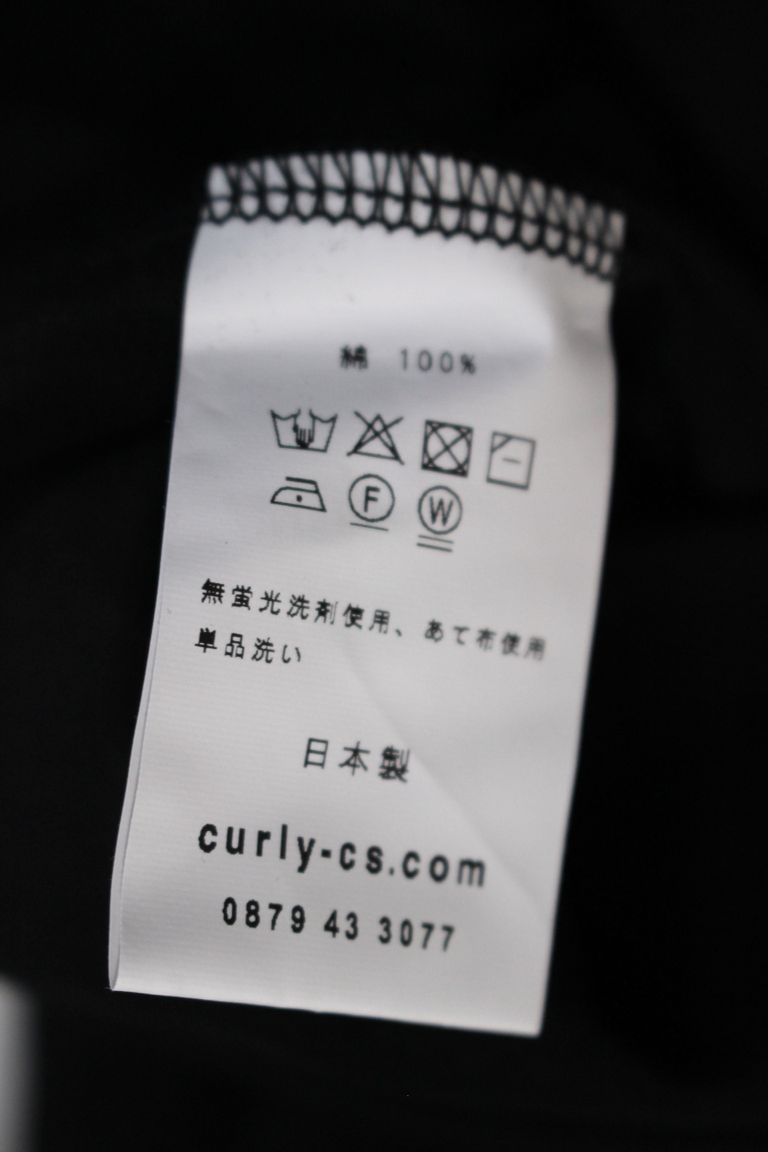 綿 100%
F W
無蛍光洗剤使用、あて布使用
単品洗い
日本製
curly-cs.com
0879 43 3077